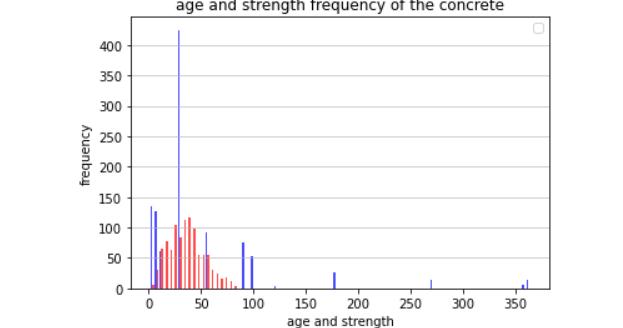 age and strength frequency of the concrete
frequency
400
350
300
250
200
150
100
50
0
0 50 100 150 200 250 300 350
age and strength